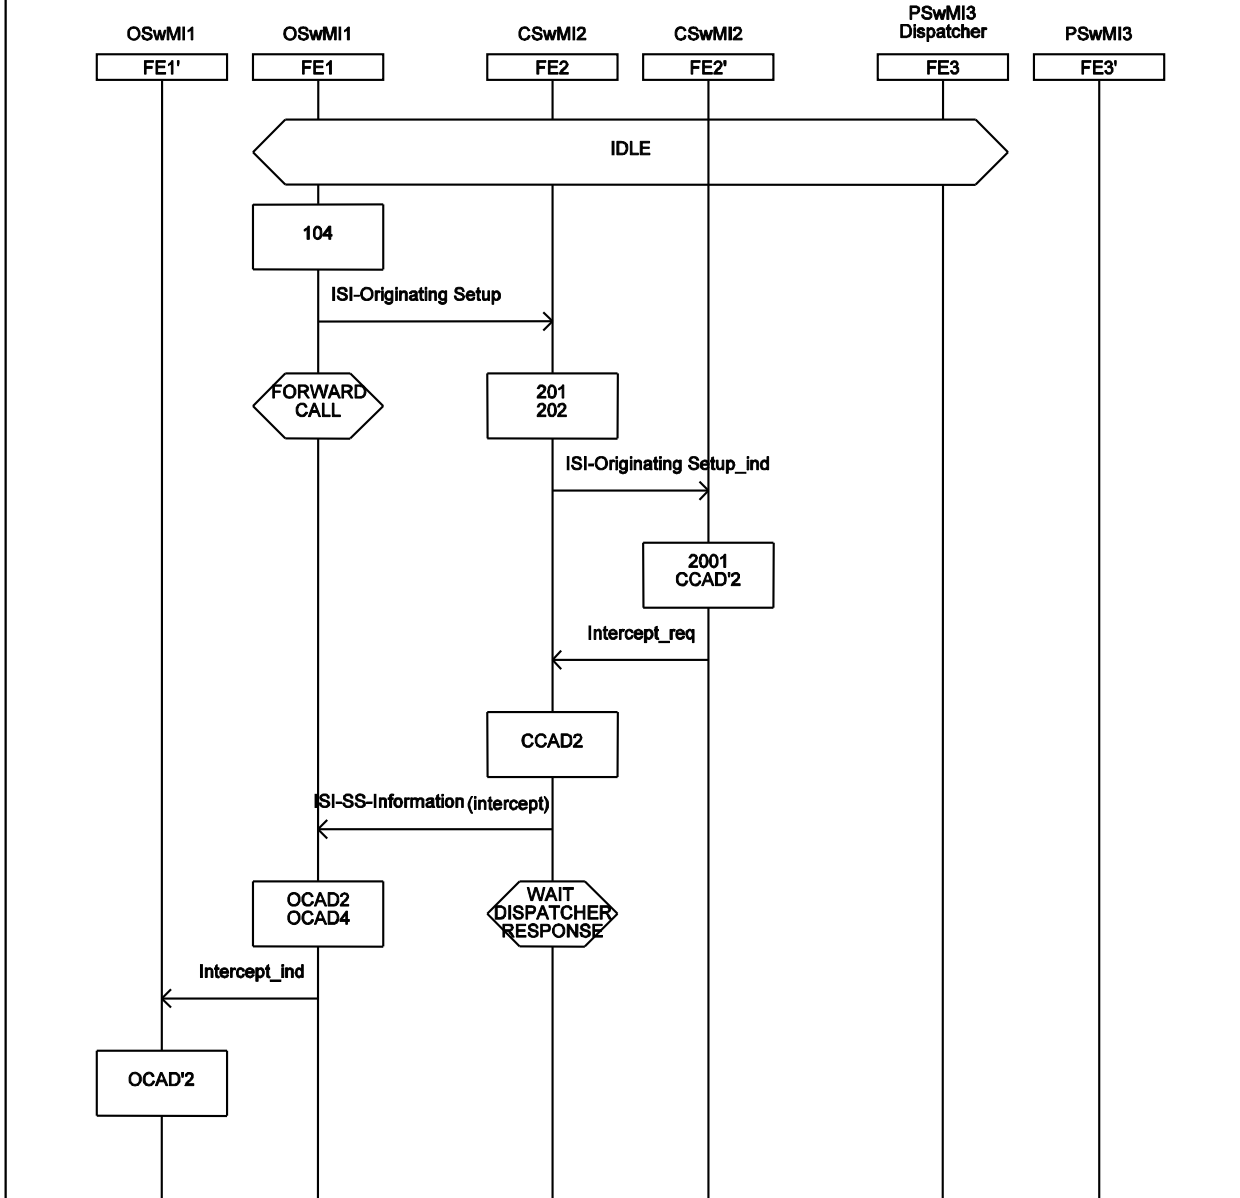 OSwMI1 OSwMI1 CSwMI2 CSwMI2 PSwMI3
Dispatcher PSwMI3
FE1' FE1 FE2 FE2' FE3 FE3'
IDLE
104
ISI-Originating Setup
FORWARD
CALL
201
202
ISI-Originating Setup_ind
2001
CCAD'2
Intercept_req
CCAD2
ISI-SS-Information (intercept)
OCAD2
OCAD4
WAIT
DISPATCHER
RESPONSE
Intercept_ind
OCAD'2